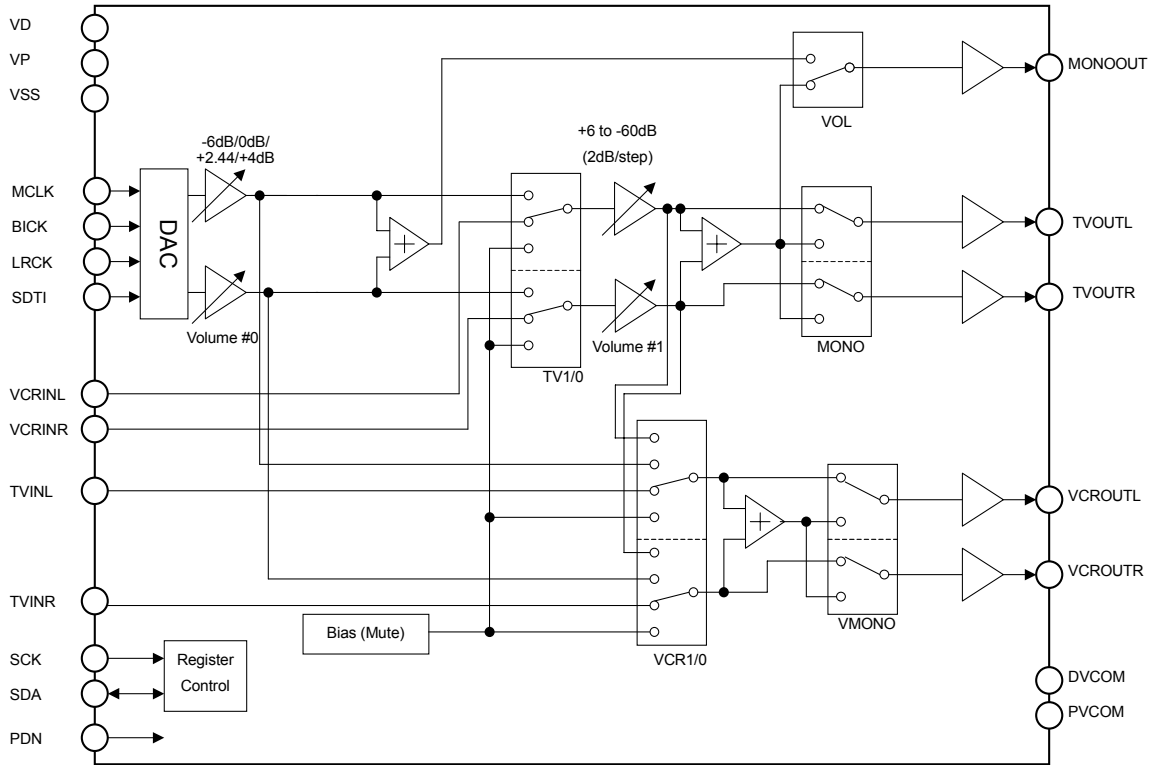 VD
VP
VSS
MONOOUT
VOL
-6dB/0dB/
+2.44/+4dB
+6 to -60dB
(2dB/step)
MCLK
BICK
LRCK
SDTI
DAC
TVOUTL
TVOUTR
Volume #0
Volume #1
MONO
TV1/0
VCRINL
VCRINR
TVINL
VCROUTL
VCROUTR
TVINR
Bias (Mute)
VMONO
VCR1/0
SCK
SDA
Register
Control
PDN
DVCOM
PVCOM